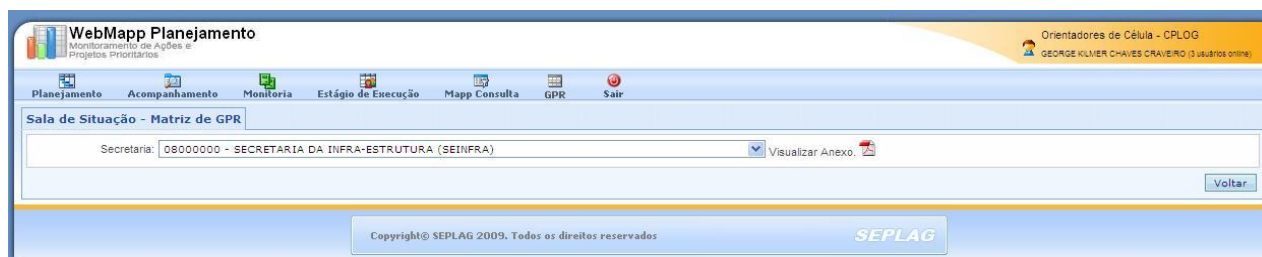 WebMapp Planejamento
Monitoramento de Ações e
Projetos Prioritários
Orientadores de Célula - CPLOG
GEORGE KILMER CHAVES CRAVEIRO (3 usuários online)
Planejamento Acompanhamento Monitoria Estágio de Execução Mapp Consulta GPR Sair
Sala de Situação - Matriz de GPR
Secretaria: 08000000 - SECRETARIA DA INFRA-ESTRUTURA (SEINFRA) Visualizar Anexo.
Voltar
Copyright© SEPLAG 2009. Todos os direitos reservados SEPLAG